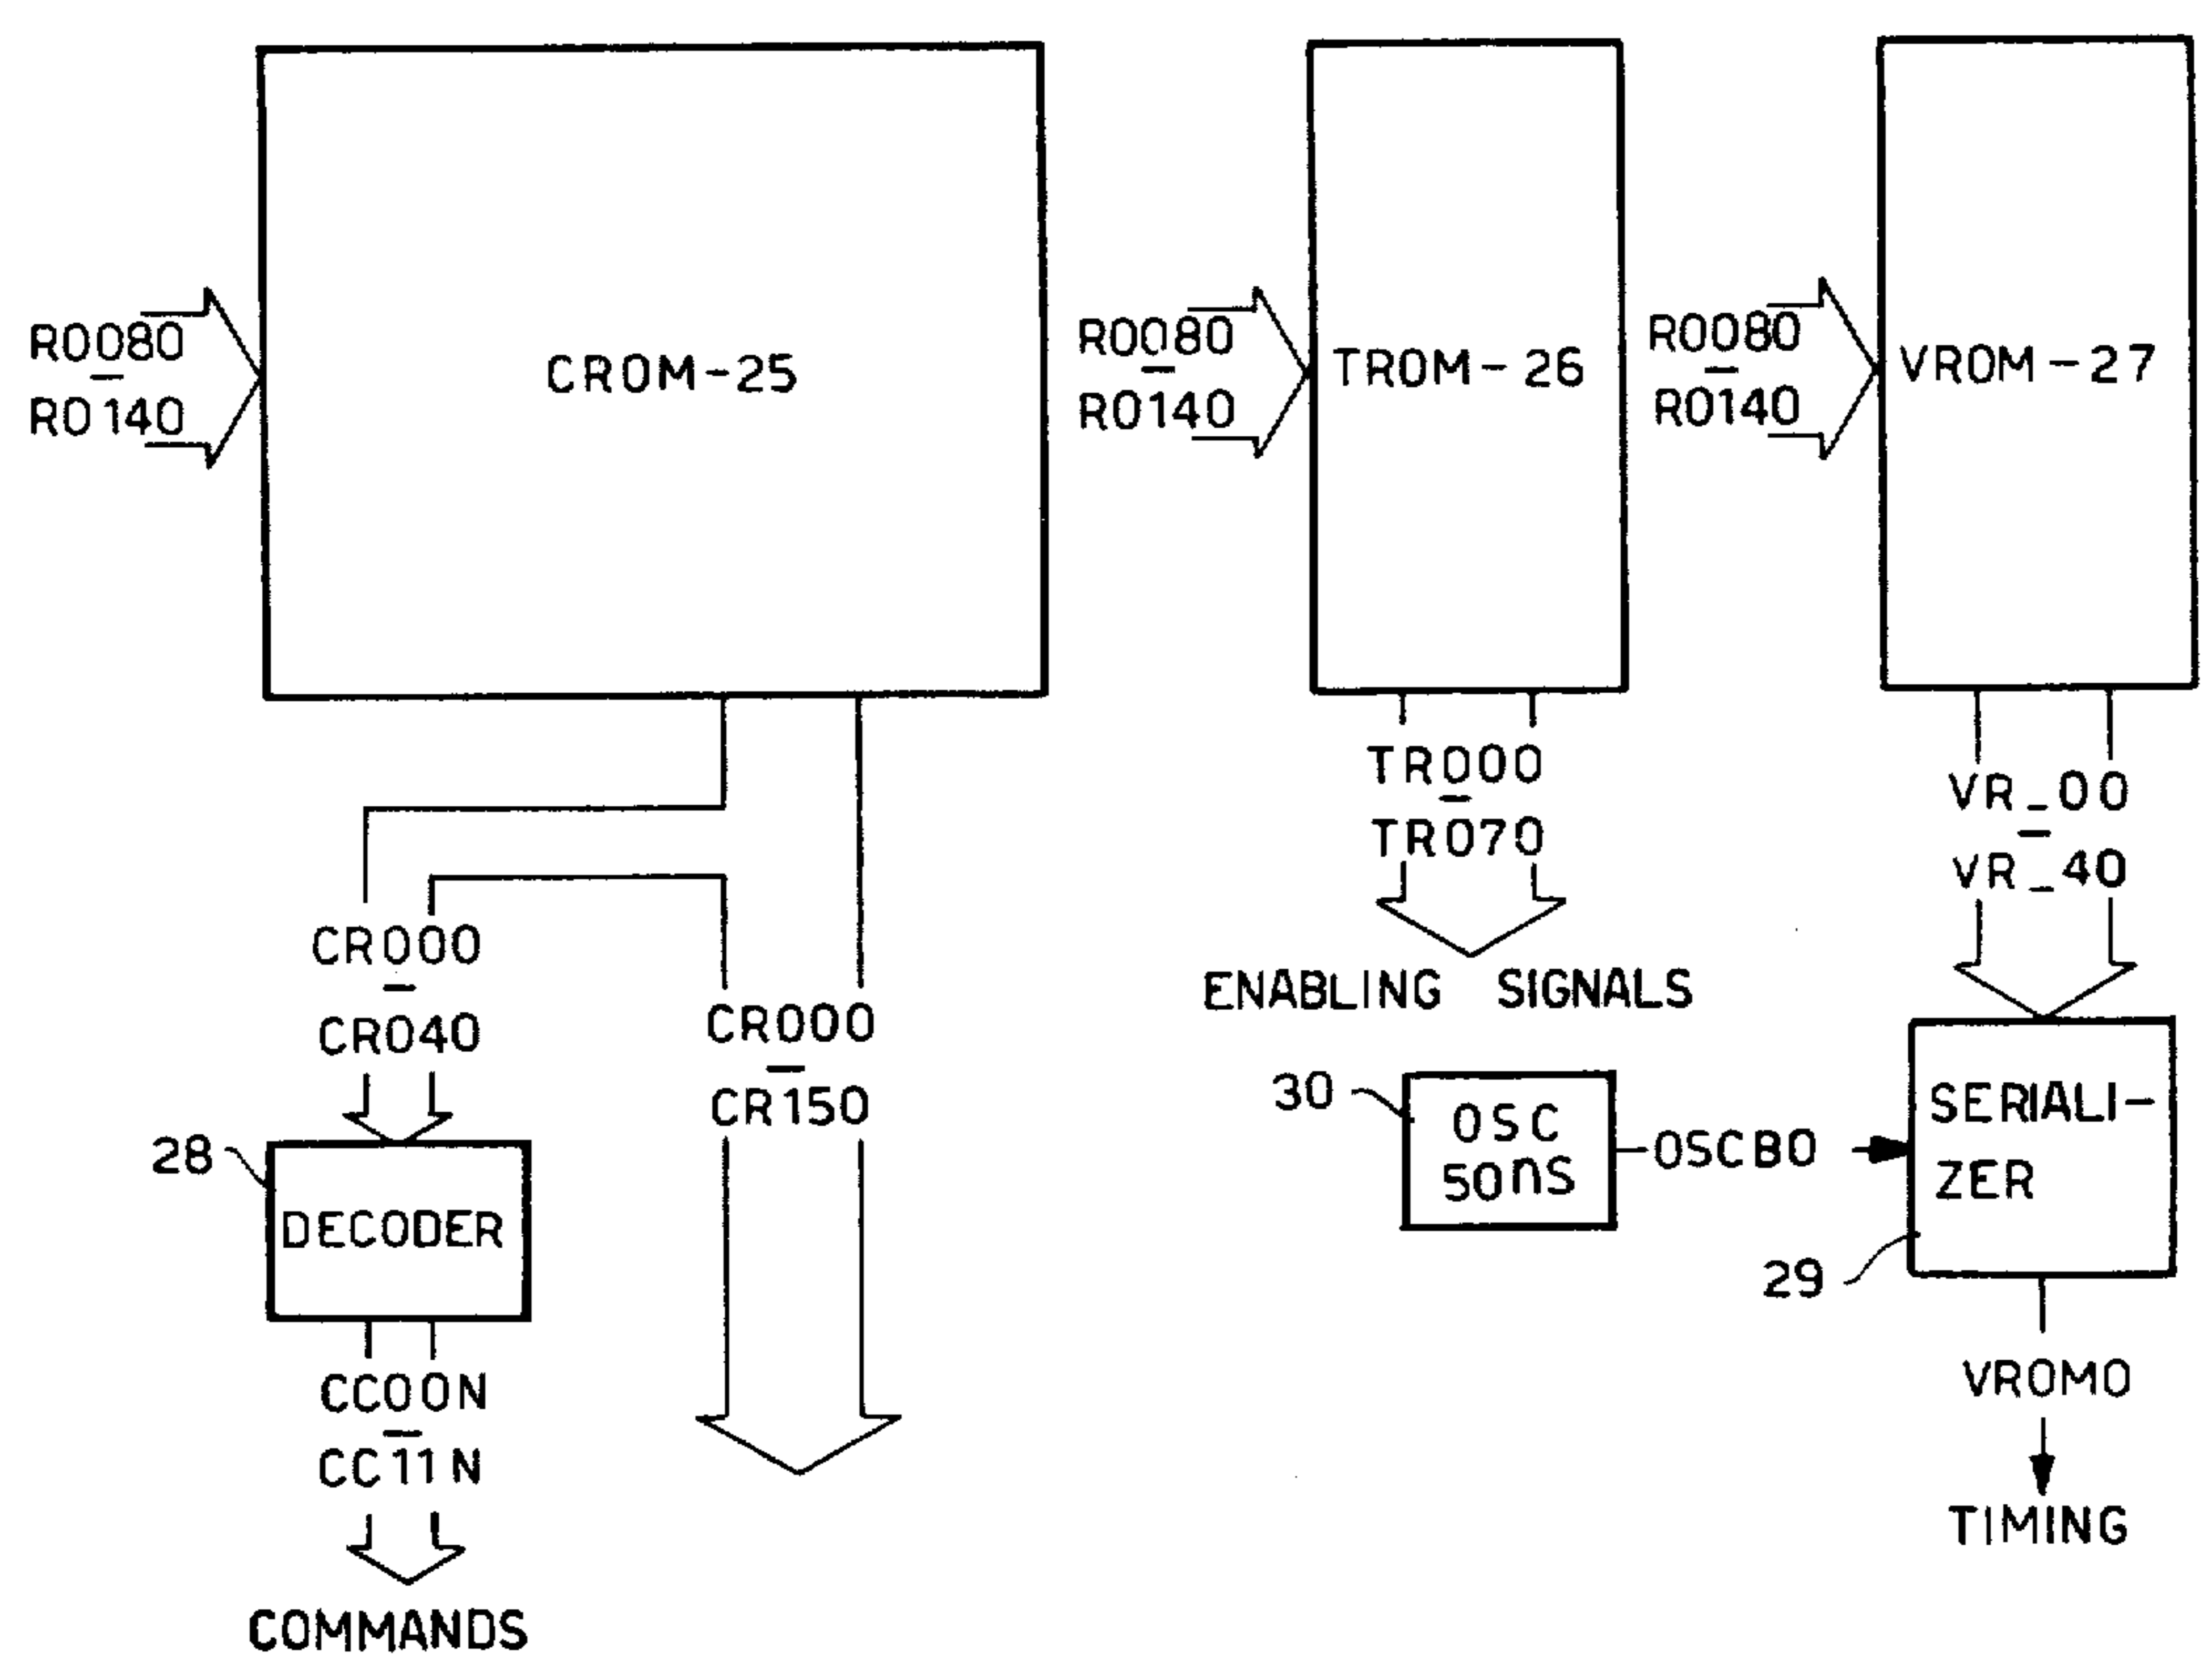 R0080
–
R0140
CROM-25
R0080
–
R0140
TROM-26
R0080
–
R0140
VROM-27
TR000
–
TR070
ENABLING SIGNALS
VR_00
–
VR_40
CR000
–
CR040
CR000
–
CR150
28
DECODER
30
OSC
50ns
OSCB0
SERIALI-
ZER
29
CC00N
–
CC11N
COMMANDS
VROMO
TIMING